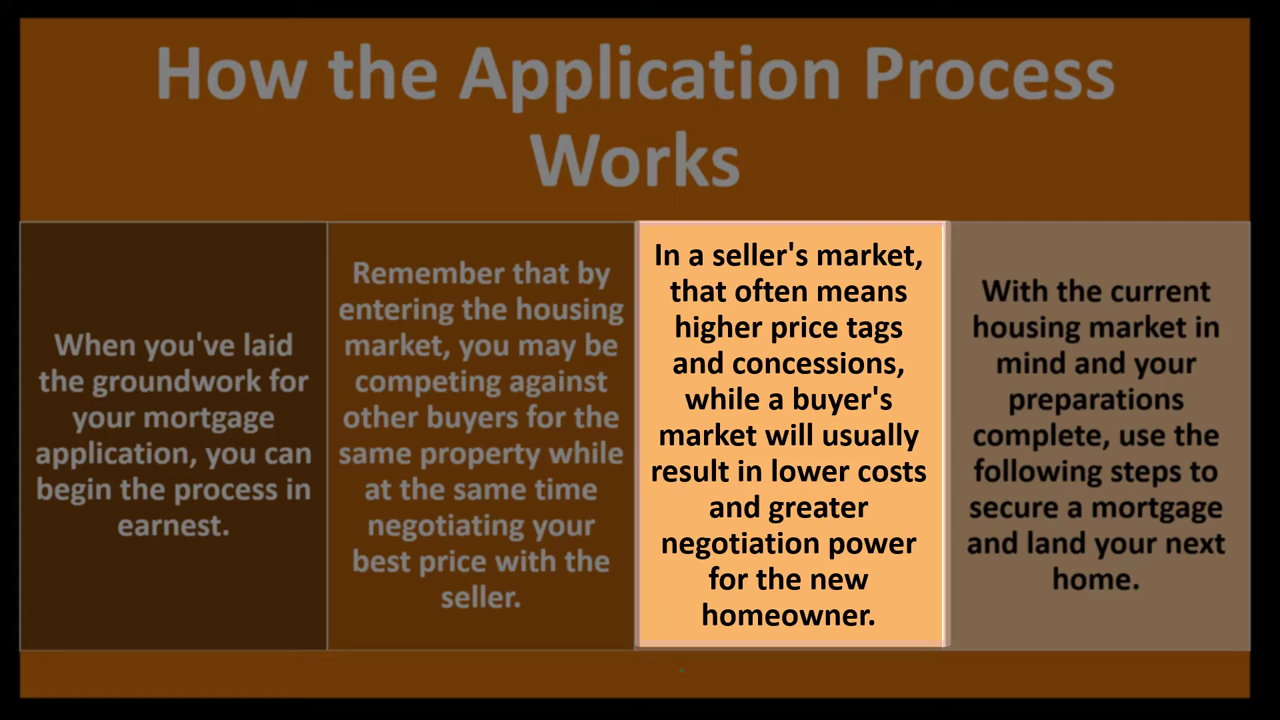 How the Application Process
Works
When you've laid
the groundwork for
your mortgage
application, you can
begin the process in
earnest.
Remember that by
entering the housing
market, you may be
competing against
other buyers for the
same property while
at the same time
negotiating your
best price with the
seller.
In a seller's market,
that often means
higher price tags
and concessions,
while a buyer's
market will usually
result in lower costs
and greater
negotiation power
for the new
homeowner.
With the current
housing market in
mind and your
preparations
complete, use the
following steps to
secure a mortgage
and land your next
home.